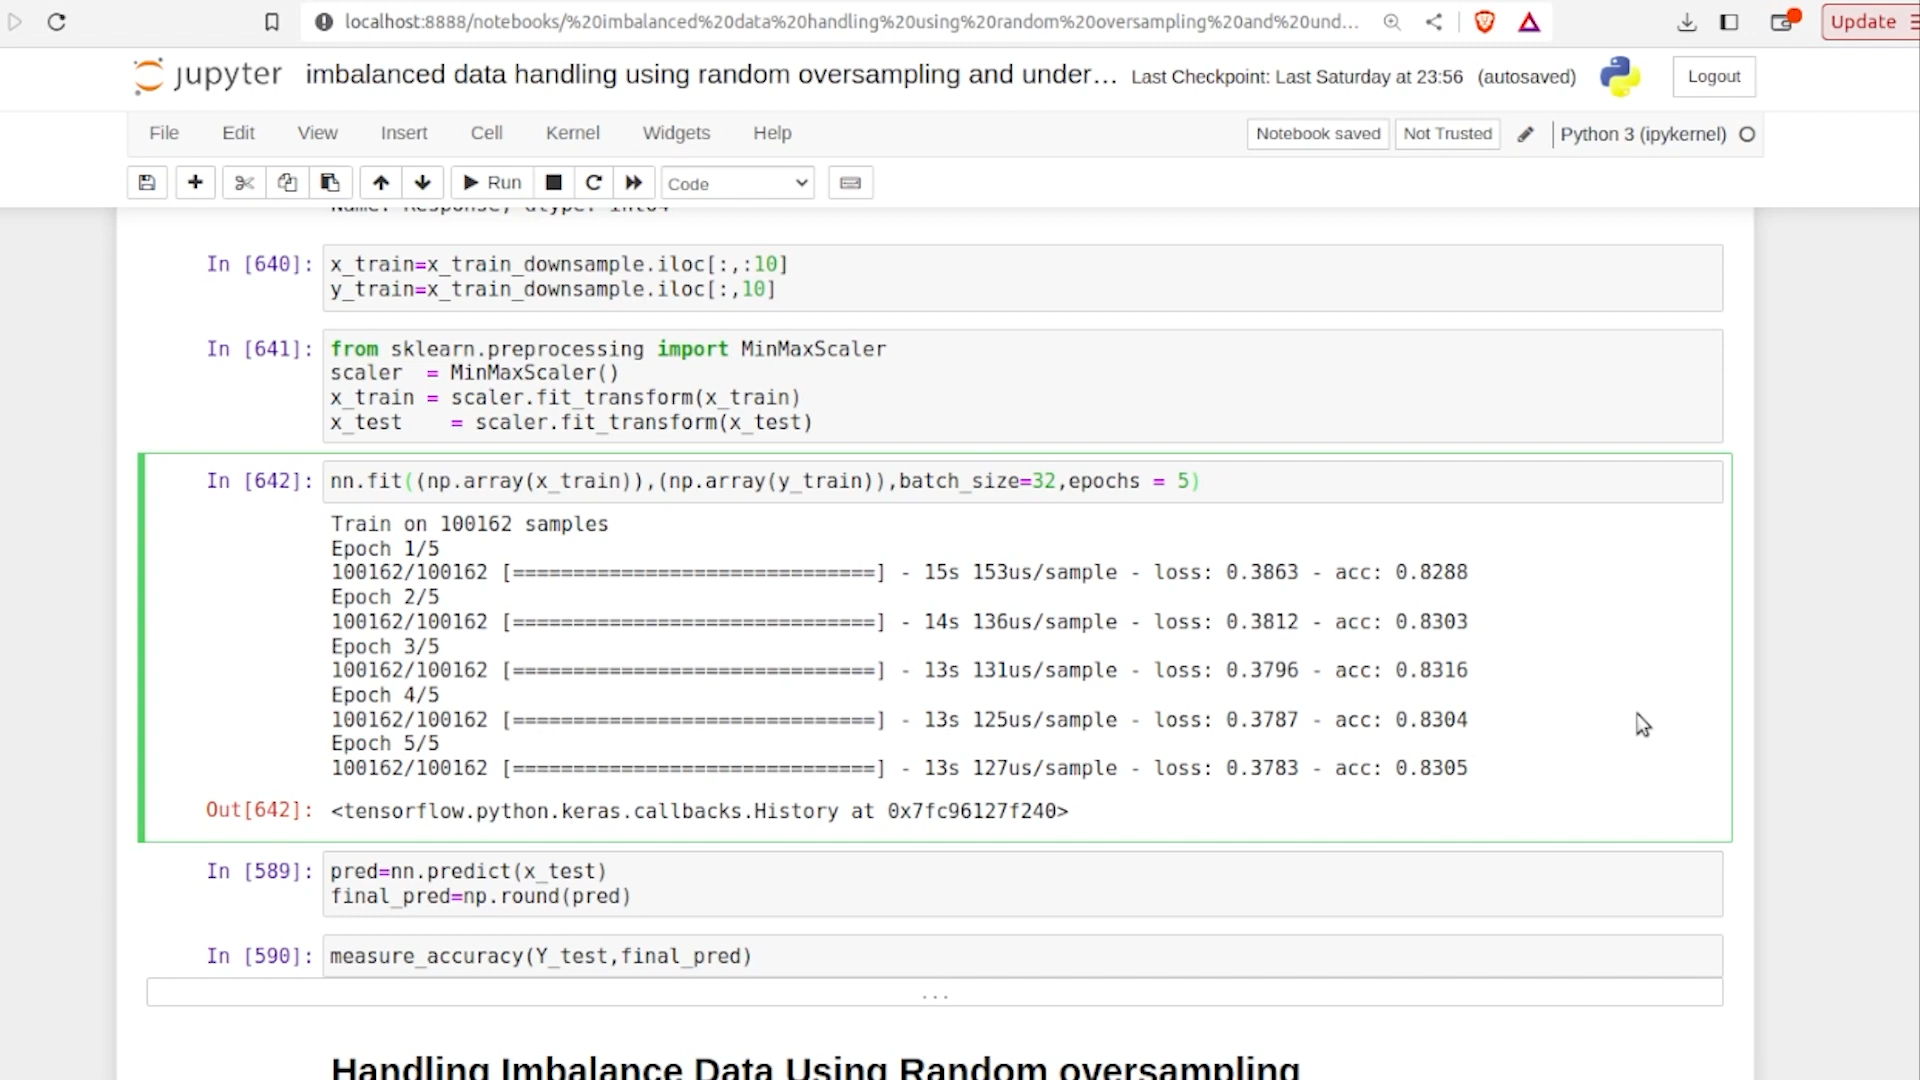 localhost:8888/notebooks/%20imbalanced%20data%20handling%20using%20random%20oversampling%20and%20und...
Update
jupyter imbalanced data handling using random oversampling and under... Last Checkpoint: Last Saturday at 23:56 (autosaved) Logout
File Edit View Insert Cell Kernel Widgets Help Notebook saved Not Trusted Python 3 (ipykernel)
Run Code
Name: Response, dtype: int64
In [640]: x_train=x_train_downsample.iloc[:,:10]
y_train=x_train_downsample.iloc[:,10]
In [641]: from sklearn.preprocessing import MinMaxScaler
scaler  = MinMaxScaler()
x_train = scaler.fit_transform(x_train)
x_test    = scaler.fit_transform(x_test)
In [642]: nn.fit((np.array(x_train)),(np.array(y_train)),batch_size=32,epochs = 5)
Train on 100162 samples
Epoch 1/5
100162/100162 [==============================] - 15s 153us/sample - loss: 0.3863 - acc: 0.8288
Epoch 2/5
100162/100162 [==============================] - 14s 136us/sample - loss: 0.3812 - acc: 0.8303
Epoch 3/5
100162/100162 [==============================] - 13s 131us/sample - loss: 0.3796 - acc: 0.8316
Epoch 4/5
100162/100162 [==============================] - 13s 125us/sample - loss: 0.3787 - acc: 0.8304
Epoch 5/5
100162/100162 [==============================] - 13s 127us/sample - loss: 0.3783 - acc: 0.8305
Out[642]: <tensorflow.python.keras.callbacks.History at 0x7fc96127f240>
In [589]: pred=nn.predict(x_test)
final_pred=np.round(pred)
In [590]: measure_accuracy(Y_test,final_pred)
...
Handling Imbalance Data Using Random oversampling